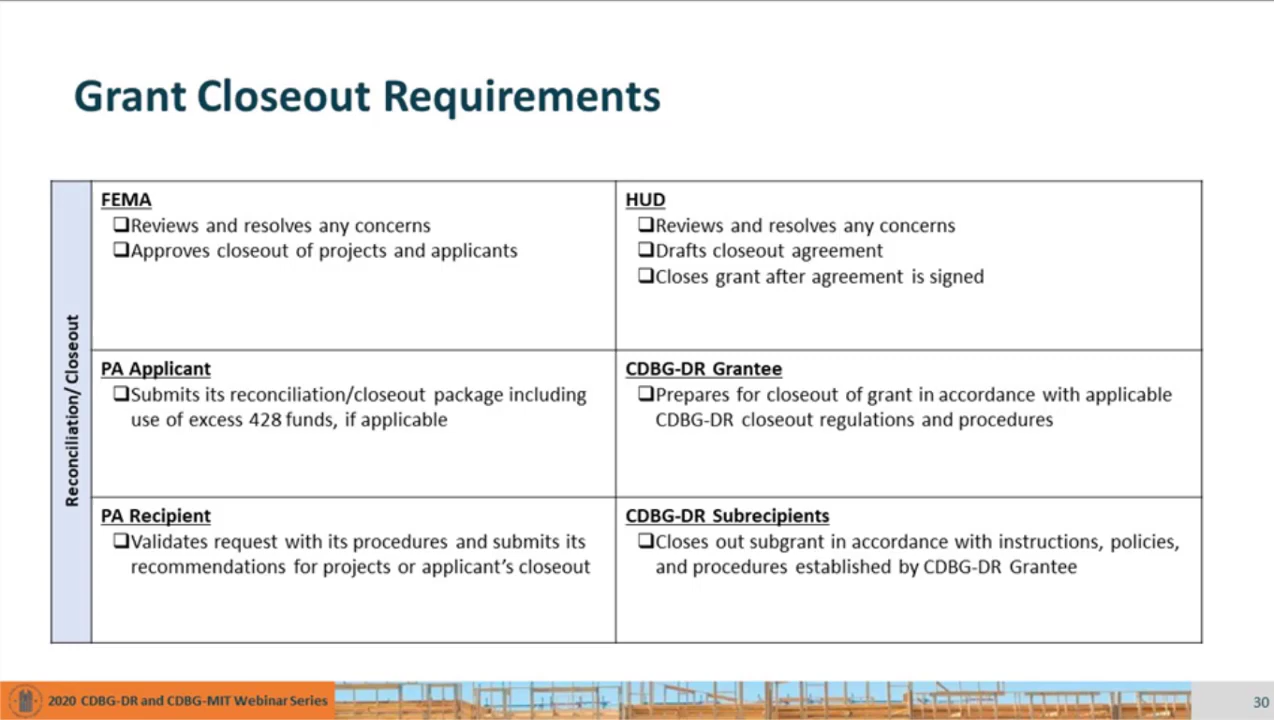 Grant Closeout Requirements
Reconciliation/ Closeout
FEMA
❑Reviews and resolves any concerns
❑Approves closeout of projects and applicants
HUD
❑Reviews and resolves any concerns
❑Drafts closeout agreement
❑Closes grant after agreement is signed
PA Applicant
❑Submits its reconciliation/closeout package including
use of excess 428 funds, if applicable
CDBG-DR Grantee
❑Prepares for closeout of grant in accordance with applicable
CDBG-DR closeout regulations and procedures
PA Recipient
❑Validates request with its procedures and submits its
recommendations for projects or applicant’s closeout
CDBG-DR Subrecipients
❑Closes out subgrant in accordance with instructions, policies,
and procedures established by CDBG-DR Grantee
2020 CDBG-DR and CDBG-MIT Webinar Series
30